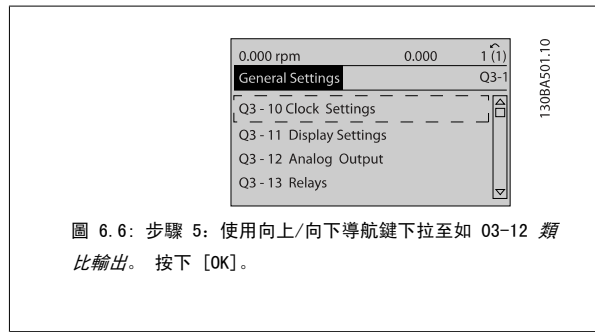 0.000 rpm 0.000 1 (1)
General Settings Q3-1
Q3 - 10 Clock Settings
Q3 - 11 Display Settings
Q3 - 12 Analog Output
Q3 - 13 Relays
130BA501.10
圖 6.6: 步驟 5：使用向上/向下導航鍵下拉至如 03-12 類
比輸出。 按下 [OK]。